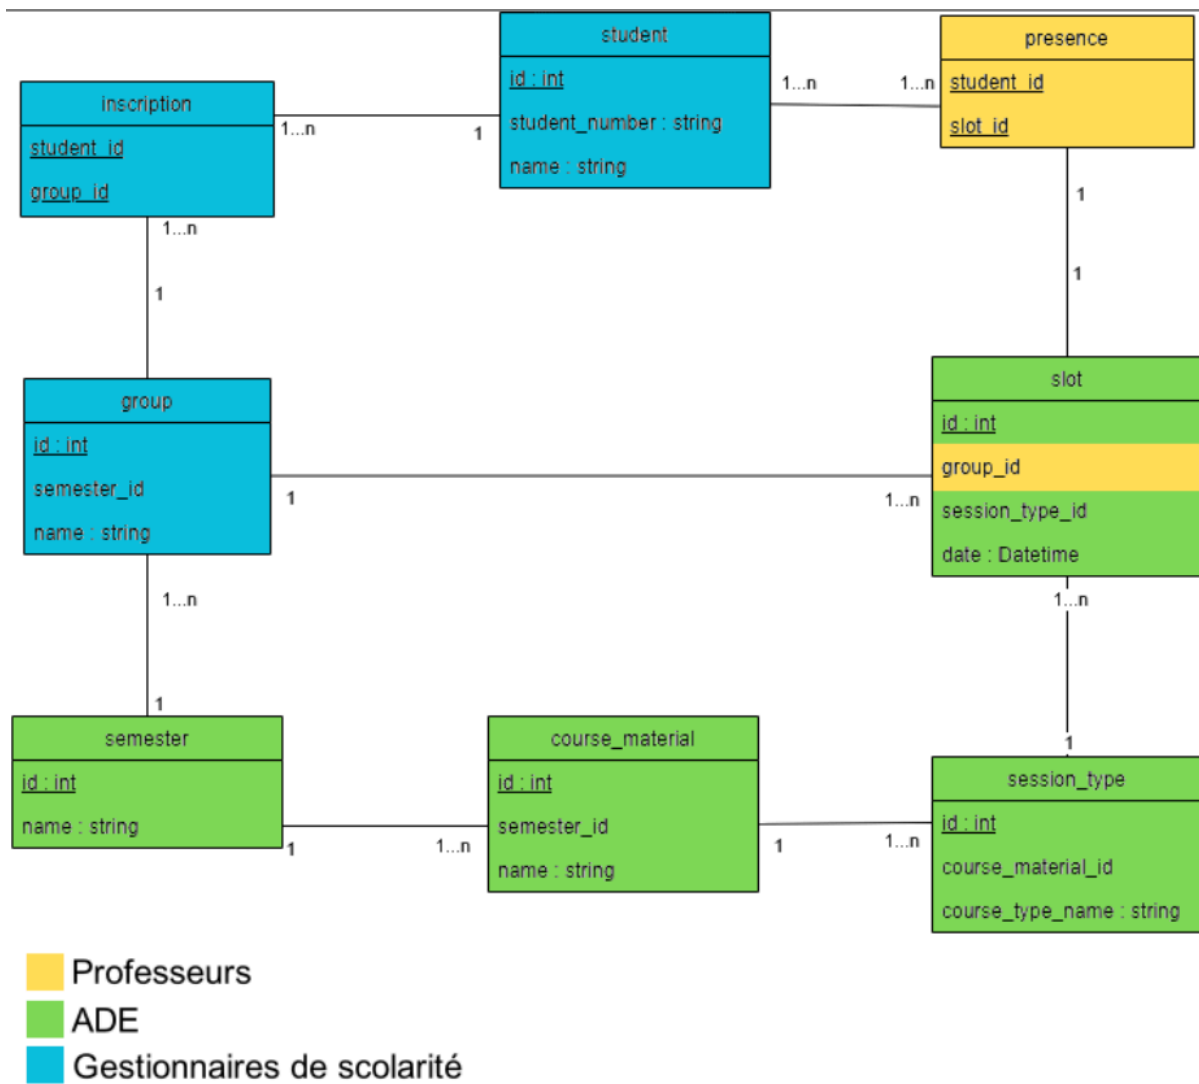 student
id : int
student_number : string
name : string
presence
student_id
slot_id
inscription
student_id
group_id
1...n
1
1...n
1...n
1...n
1
1
1
group
id : int
semester_id
name : string
1
1...n
slot
id : int
group_id
session_type_id
date : Datetime
1...n
1
1...n
1
semester
id : int
name : string
1
1...n
course_material
id : int
semester_id
name : string
1
1...n
session_type
id : int
course_material_id
course_type_name : string
Professeurs
ADE
Gestionnaires de scolarité